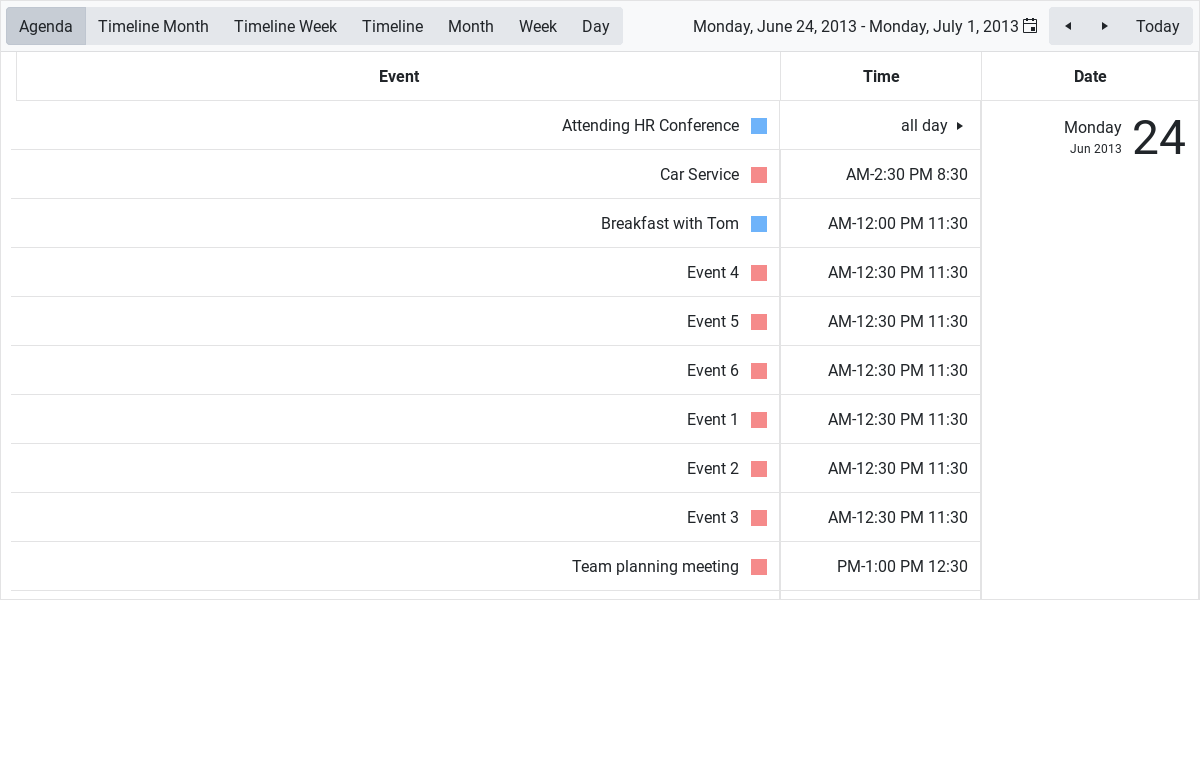 Agenda Timeline Month Timeline Week Timeline Month Week Day Monday, June 24, 2013 - Monday, July 1, 2013 Today
Event Time Date
Attending HR Conference all day Monday 24
Jun 2013
Car Service AM-2:30 PM 8:30
Breakfast with Tom AM-12:00 PM 11:30
Event 4 AM-12:30 PM 11:30
Event 5 AM-12:30 PM 11:30
Event 6 AM-12:30 PM 11:30
Event 1 AM-12:30 PM 11:30
Event 2 AM-12:30 PM 11:30
Event 3 AM-12:30 PM 11:30
Team planning meeting PM-1:00 PM 12:30